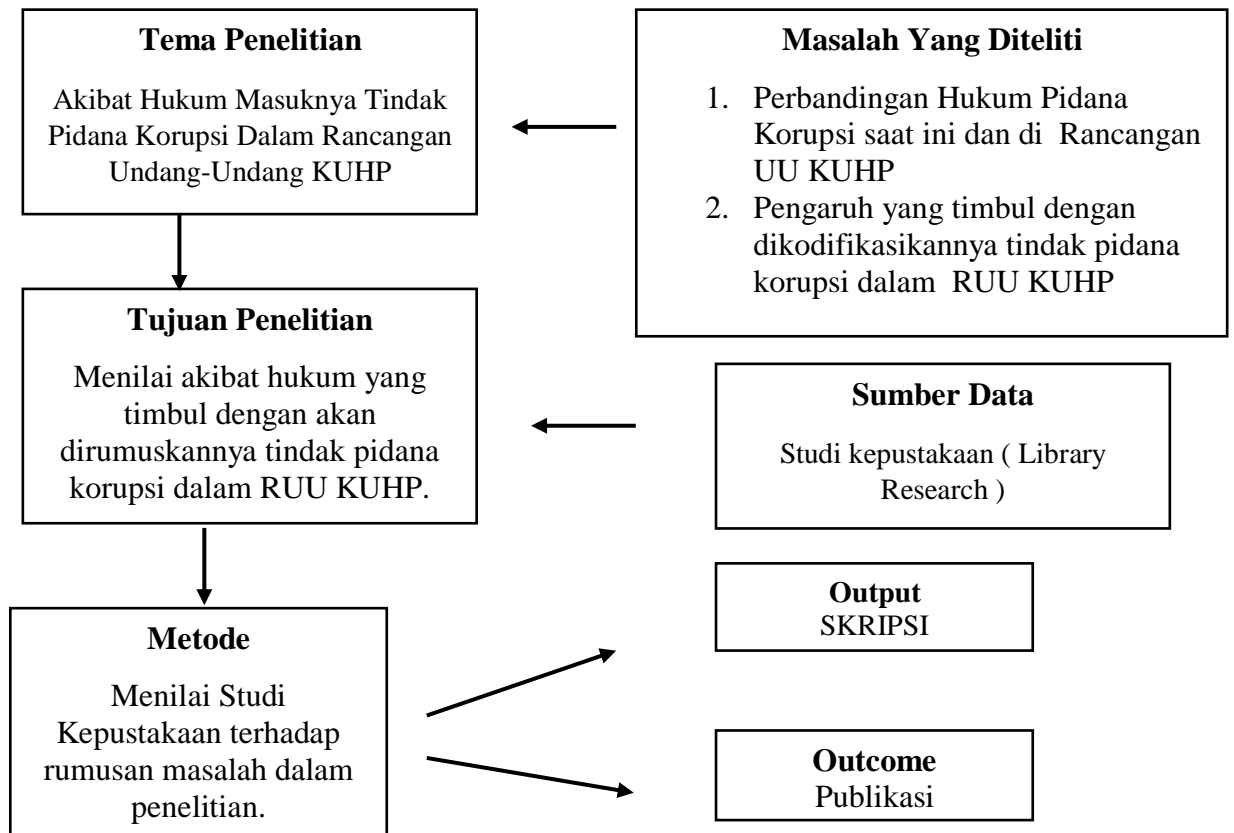 Tema Penelitian
Akibat Hukum Masuknya Tindak
Pidana Korupsi Dalam Rancangan
Undang-Undang KUHP
Masalah Yang Diteliti
1. Perbandingan Hukum Pidana
Korupsi saat ini dan di Rancangan
UU KUHP
2. Pengaruh yang timbul dengan
dikodifikasikannya tindak pidana
korupsi dalam RUU KUHP
Tujuan Penelitian
Menilai akibat hukum yang
timbul dengan akan
dirumuskannya tindak pidana
korupsi dalam RUU KUHP.
Sumber Data
Studi kepustakaan ( Library
Research )
Metode
Menilai Studi
Kepustakaan terhadap
rumusan masalah dalam
penelitian.
Output
SKRIPSI
Outcome
Publikasi